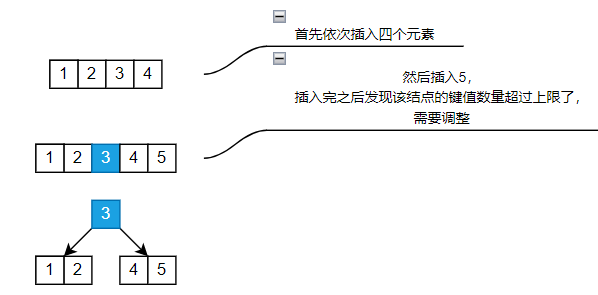 首先依次插入四个元素
1 2 3 4
然后插入5，
插入完之后发现该结点的键值数量超过上限了，
需要调整
1 2 3 4 5
3
1 2 4 5